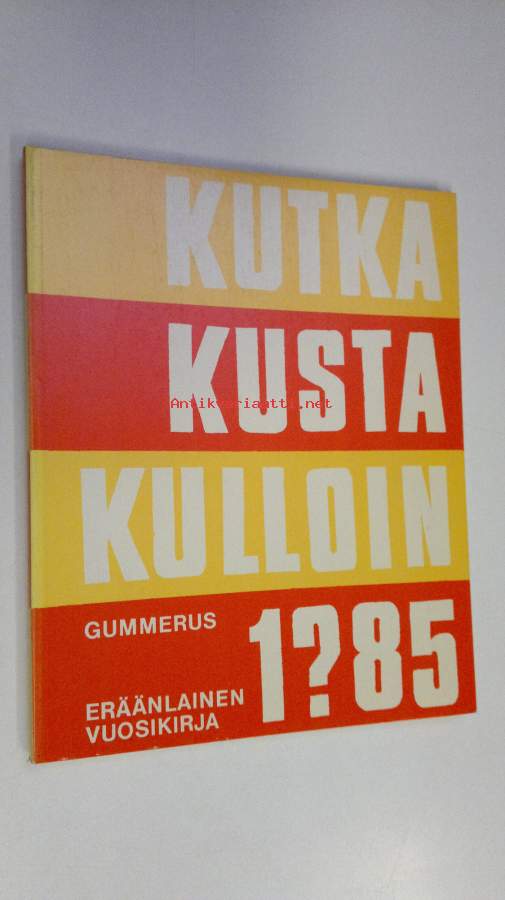 KUTKA
KUSTA
Antikvariaatti.net
KULLOIN
GUMMERUS
1?85
ERÄÄNLAINEN
VUOSIKIRJA